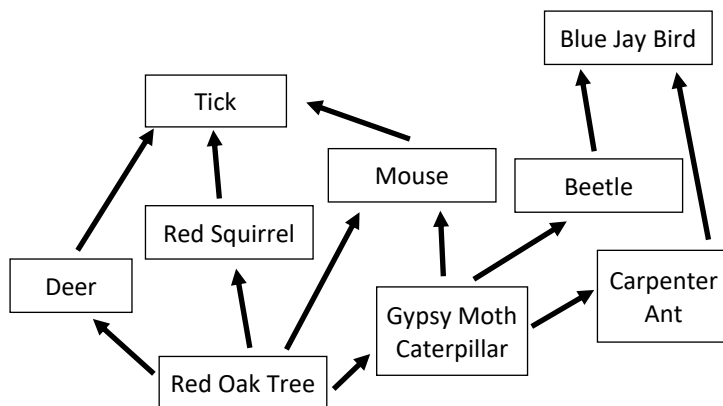 Blue Jay Bird
Tick
Mouse
Beetle
Red Squirrel
Deer
Carpenter
Ant
Gypsy Moth
Caterpillar
Red Oak Tree